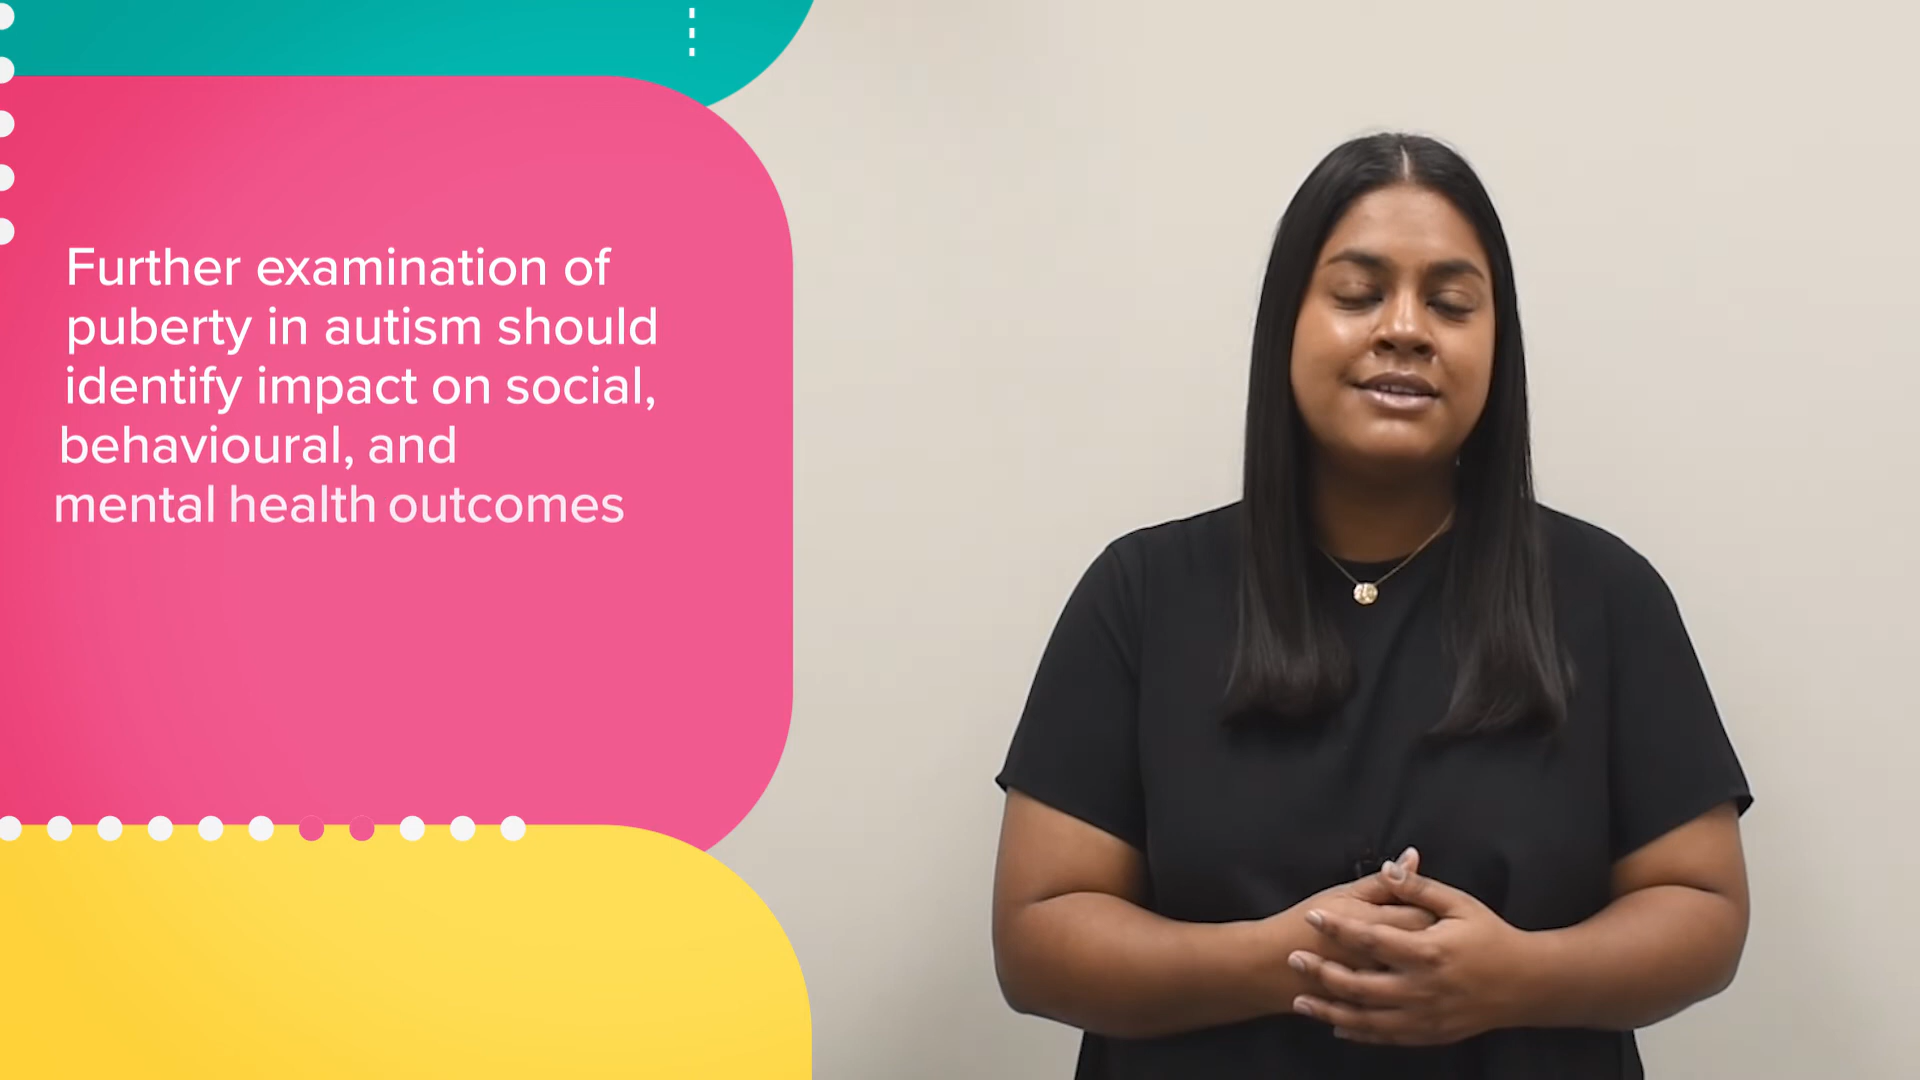 Further examination of
puberty in autism should
identify impact on social,
behavioural, and
mental health outcomes